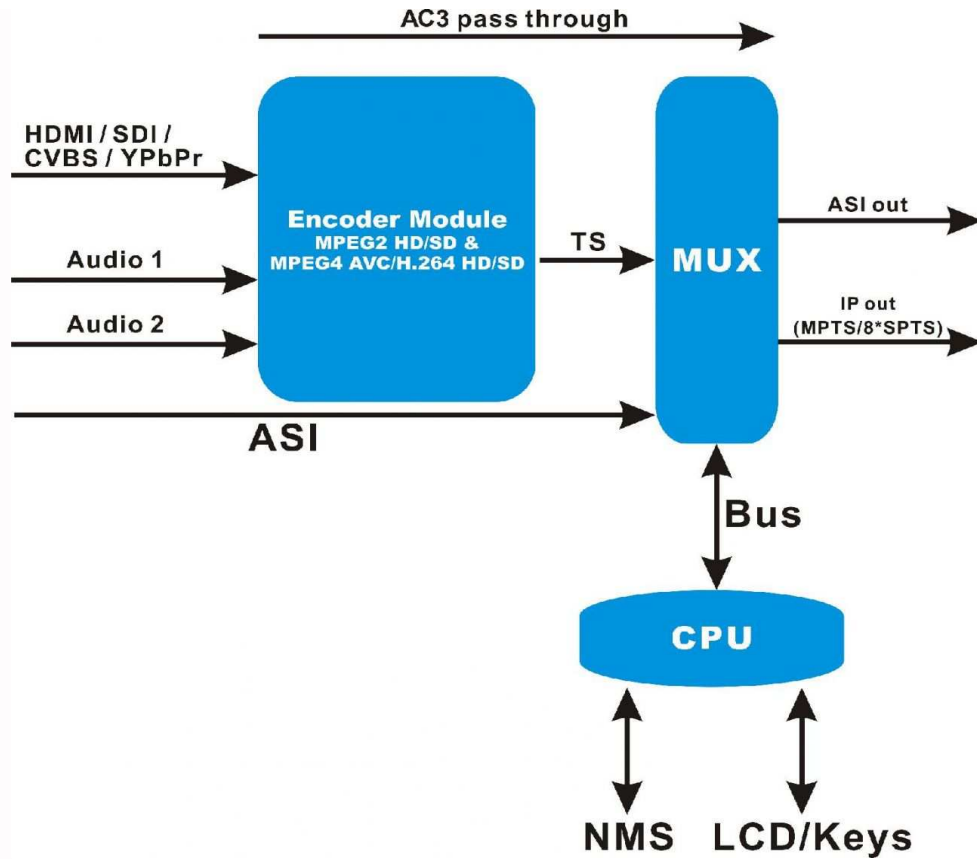 AC3 pass through
HDMI / SDI /
CVBS / YPbPr
Audio 1
Audio 2
Encoder Module
MPEG2 HD/SD &
MPEG4 AVC/H.264 HD/SD
TS
MUX
ASI out
IP out
(MPTS/8*SPTS)
ASI
Bus
CPU
NMS
LCD/Keys